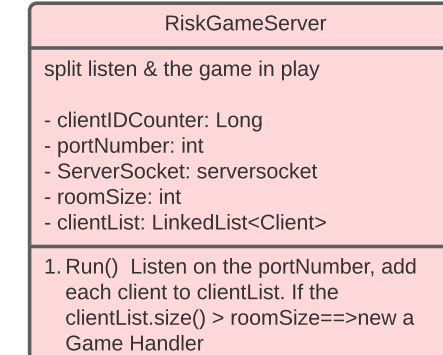 RiskGameServer
split listen & the game in play
- clientIDCounter: Long
- portNumber: int
- ServerSocket: serversocket
- roomSize: int
- clientList: LinkedList<Client>
1. Run()  Listen on the portNumber, add
each client to clientList. If the
clientList.size() > roomSize==>new a
Game Handler